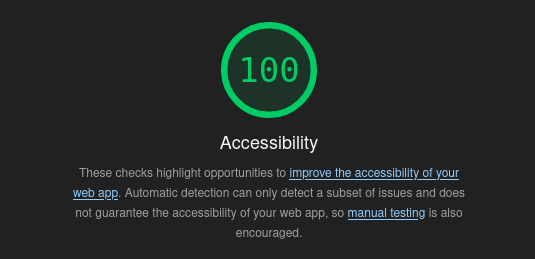 100
Accessibility
These checks highlight opportunities to improve the accessibility of your
web app. Automatic detection can only detect a subset of issues and does
not guarantee the accessibility of your web app, so manual testing is also
encouraged.